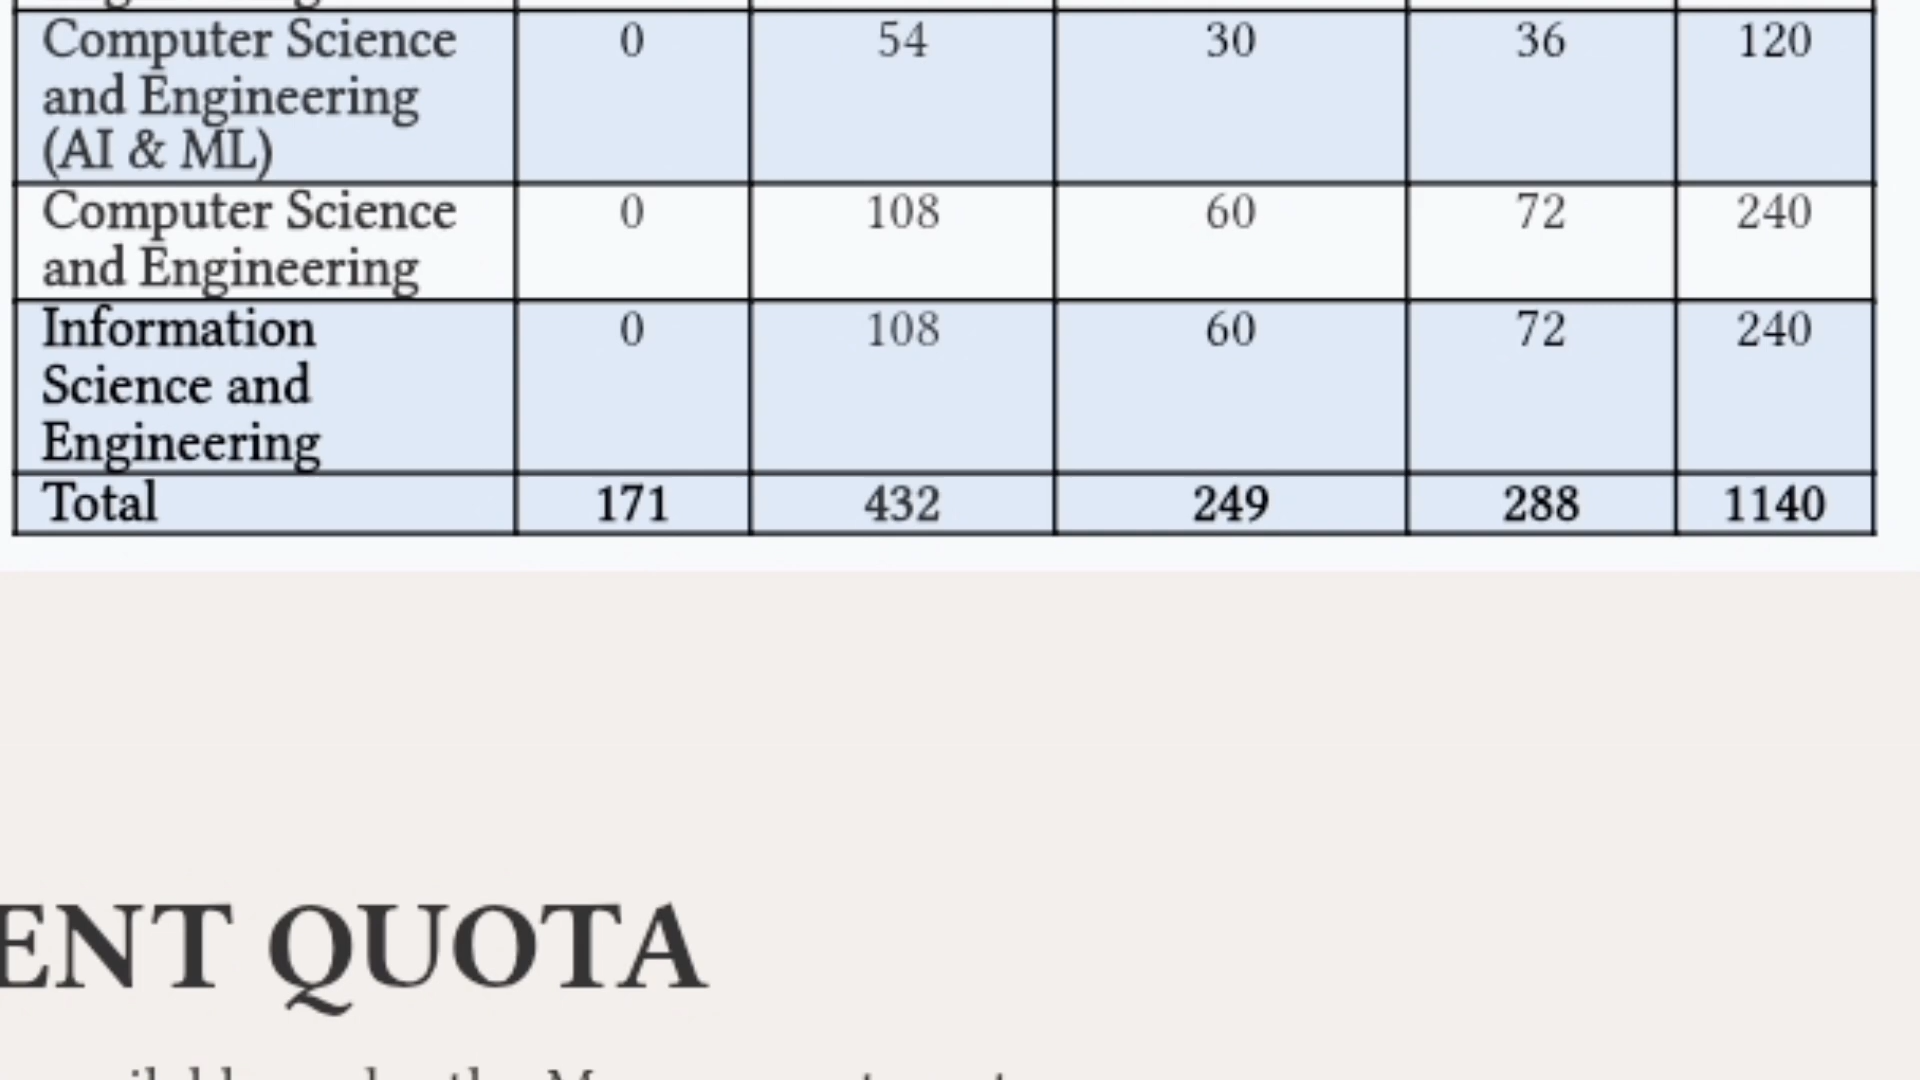 Computer Science 0 54 30 36 120
and Engineering
(AI & ML)
Computer Science 0 108 60 72 240
and Engineering
Information 0 108 60 72 240
Science and
Engineering
Total 171 432 249 288 1140
ENT QUOTA